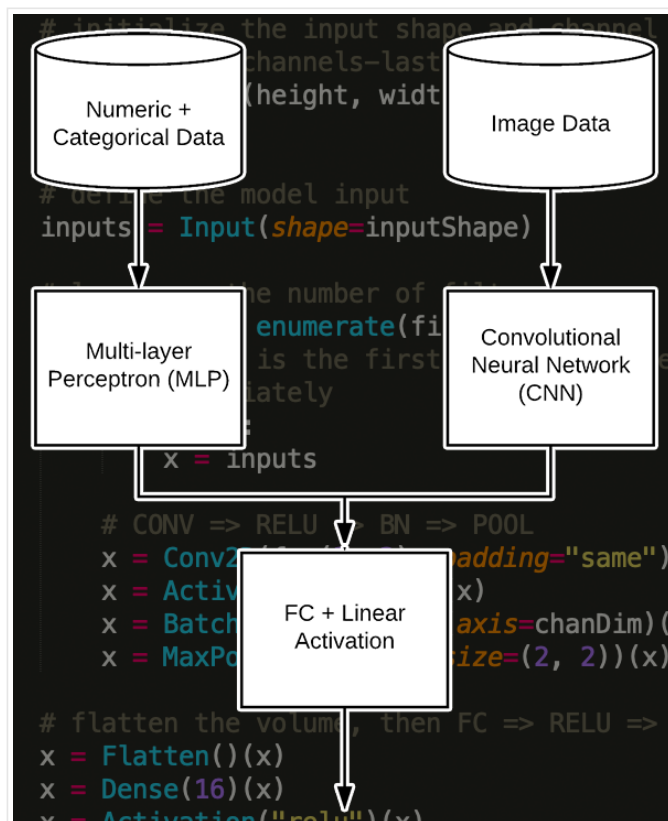 # initialize the input shape and channel
channels-last
Numeric +
Categorical Data
(height, widt
Image Data
# define the model input
inputs = Input(shape=inputShape)
the number of
enumerate(fi
Multi-layer
Perceptron (MLP)
is the first
Convolutional
Neural Network
(CNN)
iately
:
x = inputs
# CONV => RELU => BN => POOL
x = Conv2
padding="same")
x = Activ
x)
x = Batch
axis=chanDim)(
x = MaxPo
size=(2, 2))(x)
FC + Linear
Activation
# flatten the volume, then FC => RELU =>
x = Flatten()(x)
x = Dense(16)(x)
x = Activation("relu")(x)